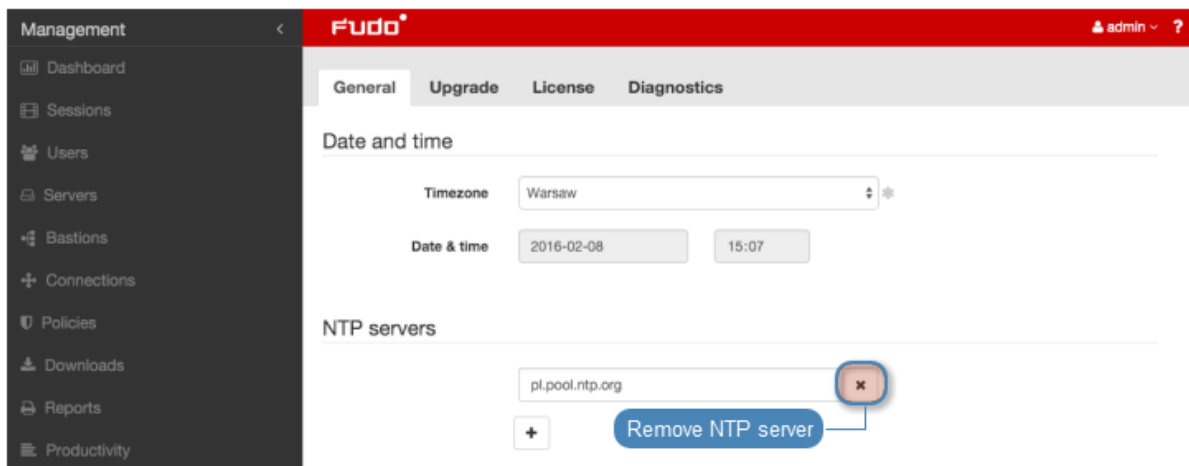 Management
FUDO
admin
?
Dashboard
Sessions
Users
Servers
Bastions
Connections
Policies
Downloads
Reports
Productivity
General Upgrade License Diagnostics
Date and time
Timezone Warsaw
Date & time 2016-02-08 15:07
NTP servers
pl.pool.ntp.org
Remove NTP server